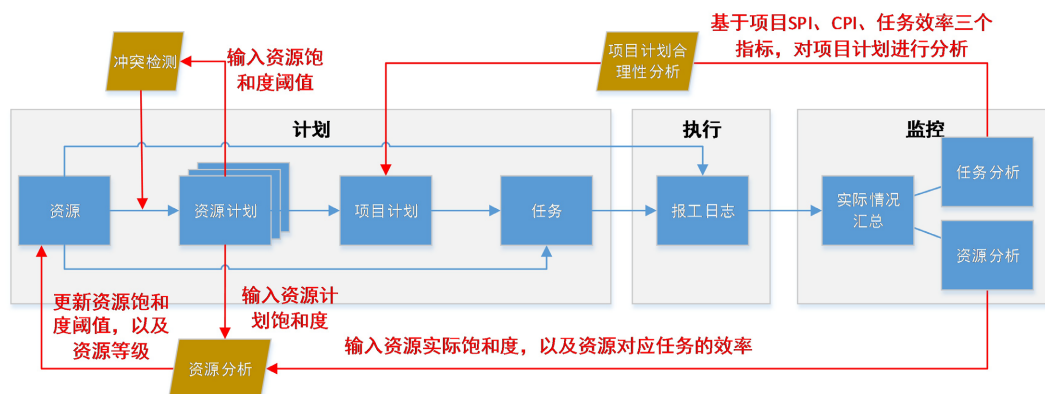 基于项目SPI、CPI、任务效率三个
指标，对项目计划进行分析
冲突检测
输入资源饱
和度阈值
项目计划合
理性分析
计划
执行
监控
资源
资源计划
项目计划
任务
报工日志
实际情况
汇总
任务分析
资源分析
更新资源饱和
度阈值，以及
资源等级
输入资源计
划饱和度
资源分析
输入资源实际饱和度，以及资源对应任务的效率